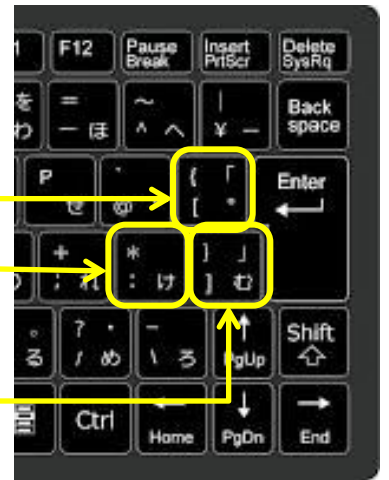 F12 Pause Break Insert PrtScr Delete SysRq
を = ~ | Back
わ - ほ ^ へ ¥ ー space
P ` { 「 Enter
せ @ [ ゜
+ * } 」
; れ : け ] む
。 ? ・ _ ↑ Shift
る / め \ ろ PgUp
Ctrl ← ↓ →
Home PgDn End